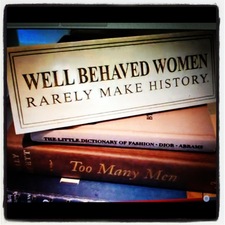 WELL BEHAVED WOMEN
RARELY MAKE HISTORY.
THE LITTLE DICTIONARY OF FASHION · DIOR · ABRAMS
Too Many Men